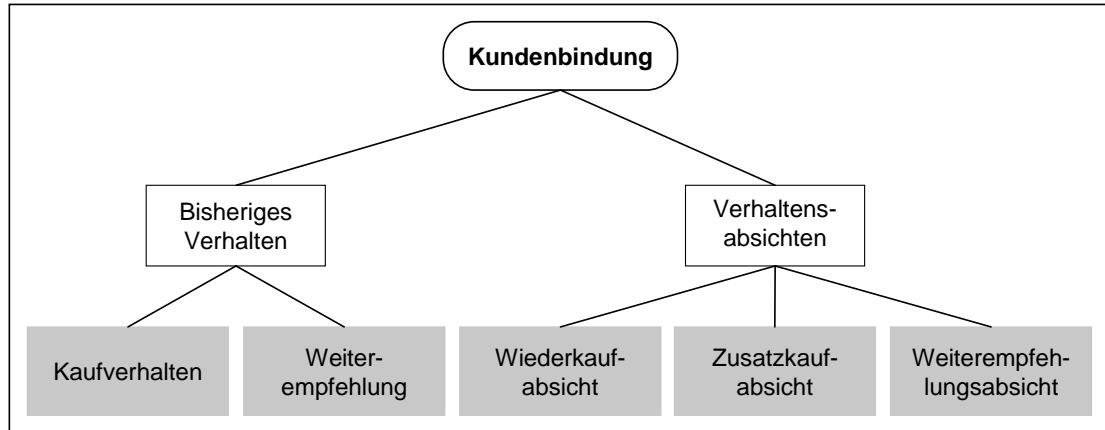 Kundenbindung
Bisheriges
Verhalten
Verhaltens-
absichten
Kaufverhalten
Weiter-
empfehlung
Wiederkauf-
absicht
Zusatzkauf-
absicht
Weiterempfeh-
lungsabsicht